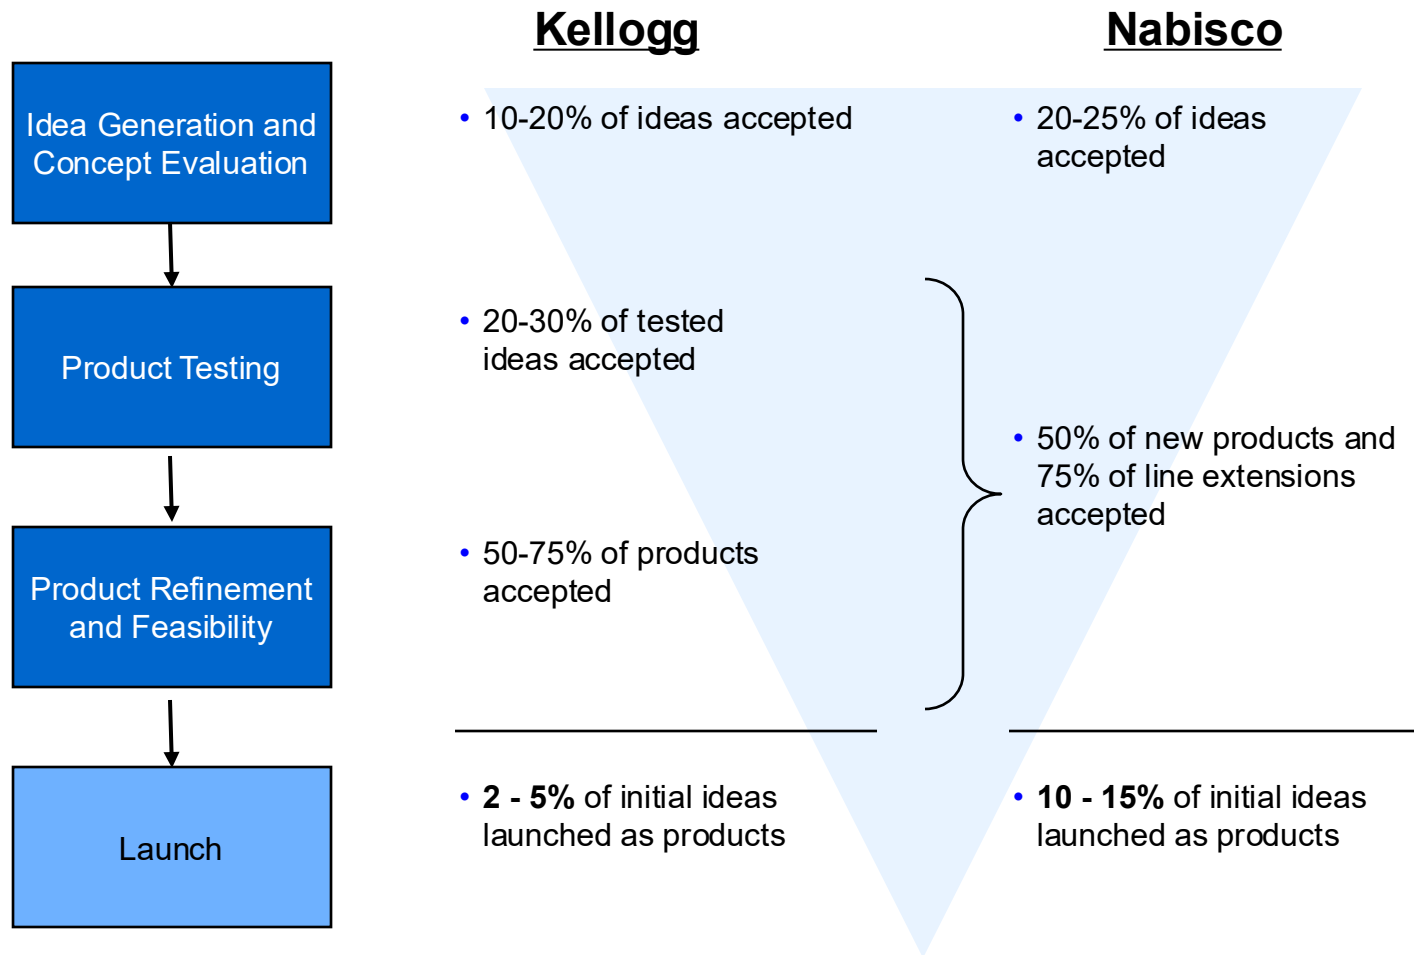 Kellogg
Nabisco
Idea Generation and
Concept Evaluation
• 10-20% of ideas accepted
• 20-25% of ideas
accepted
Product Testing
• 20-30% of tested
ideas accepted
• 50% of new products and
75% of line extensions
accepted
Product Refinement
and Feasibility
• 50-75% of products
accepted
Launch
• 2 - 5% of initial ideas
launched as products
• 10 - 15% of initial ideas
launched as products